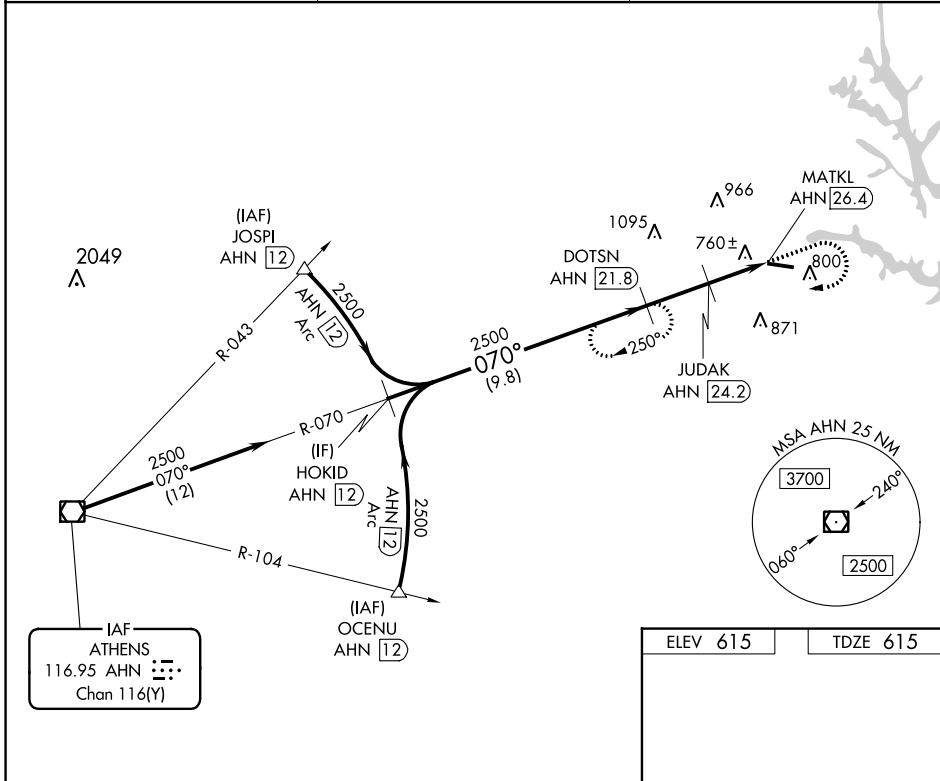 2049
(IAF)
JOSPI
AHN 12
2500
AHN 12
Arc
R-043
1095
966
MATKL
AHN 26.4
760±
800
DOTSN
AHN 21.8
871
250°
JUDAK
AHN 24.2
2500
070°
(9.8)
R-070
2500
070°
(12)
(IF)
HOKID
AHN 12
AHN 12
Arc
2500
R-104
(IAF)
OCENU
AHN 12
MSA AHN 25 NM
3700
240°
060°
2500
IAF
ATHENS
116.95 AHN
Chan 116(Y)
ELEV 615
TDZE 615